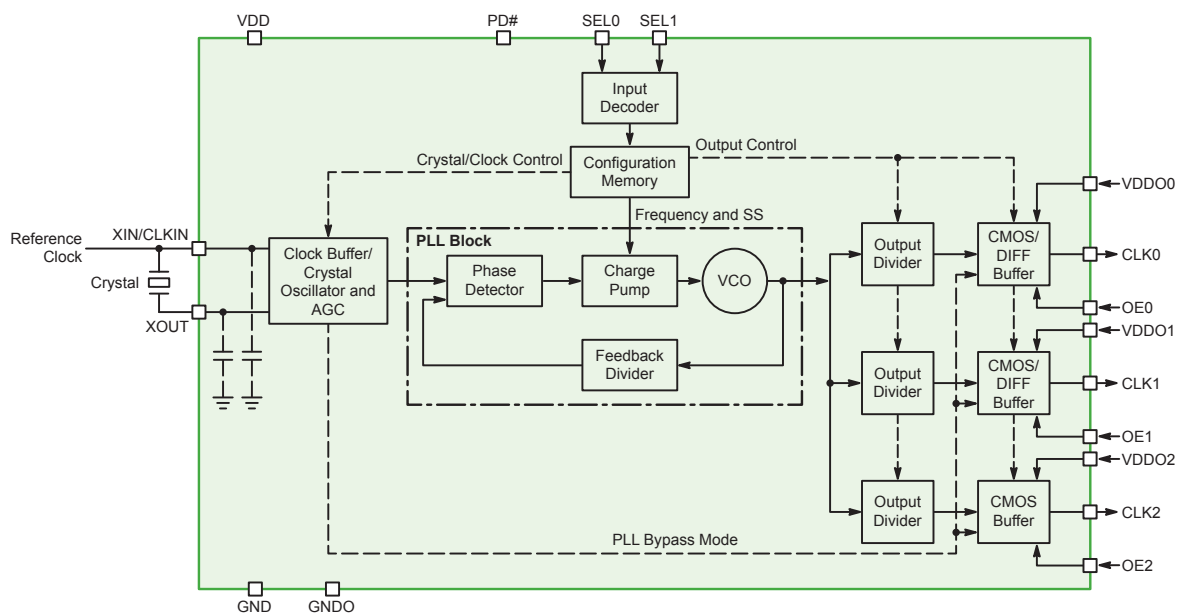 VDD
PD#
SEL0
SEL1
Input
Decoder
Crystal/Clock Control
Configuration
Memory
Output Control
VDDO0
Frequency and SS
Reference
Clock
XIN/CLKIN
Crystal
XOUT
Clock Buffer/
Crystal
Oscillator and
AGC
PLL Block
Phase
Detector
Charge
Pump
VCO
Feedback
Divider
Output
Divider
CMOS/
DIFF
Buffer
CLK0
OE0
VDDO1
Output
Divider
CMOS/
DIFF
Buffer
CLK1
OE1
VDDO2
Output
Divider
CMOS
Buffer
CLK2
PLL Bypass Mode
OE2
GND
GNDO